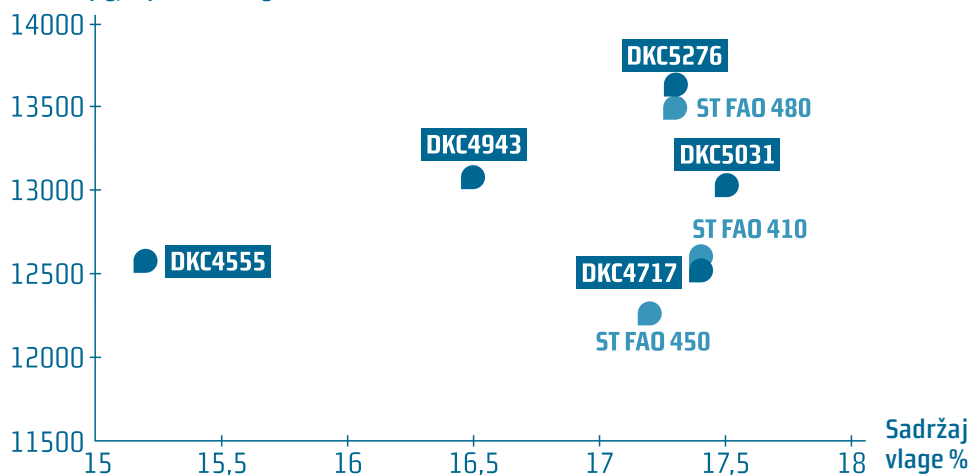 14000
DKC5276
13500
ST FAO 480
DKC4943
DKC5031
13000
ST FAO 410
DKC4555
DKC4717
12500
ST FAO 450
12000
11500
15
15,5
16
16,5
17
17,5
18
Sadržaj
vlage %